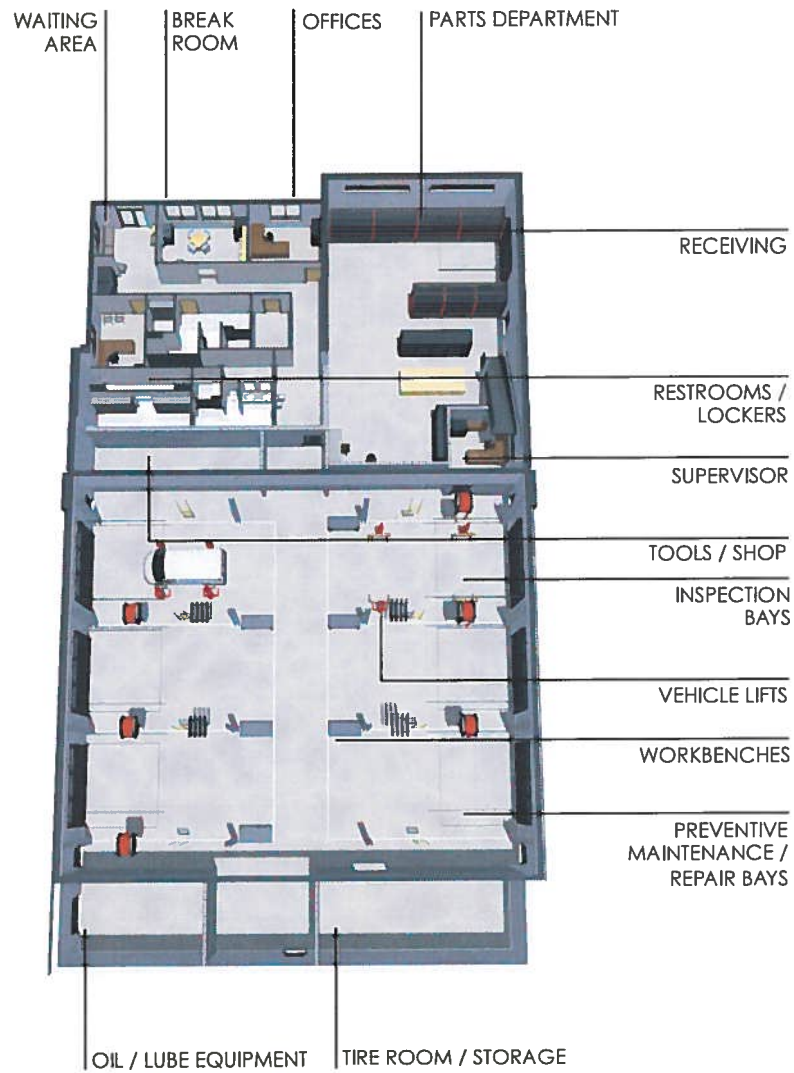 WAITING
AREA
BREAK
ROOM
OFFICES
PARTS DEPARTMENT
RECEIVING
RESTROOMS /
LOCKERS
SUPERVISOR
TOOLS / SHOP
INSPECTION
BAYS
VEHICLE LIFTS
WORKBENCHES
PREVENTIVE
MAINTENANCE /
REPAIR BAYS
OIL / LUBE EQUIPMENT
TIRE ROOM / STORAGE